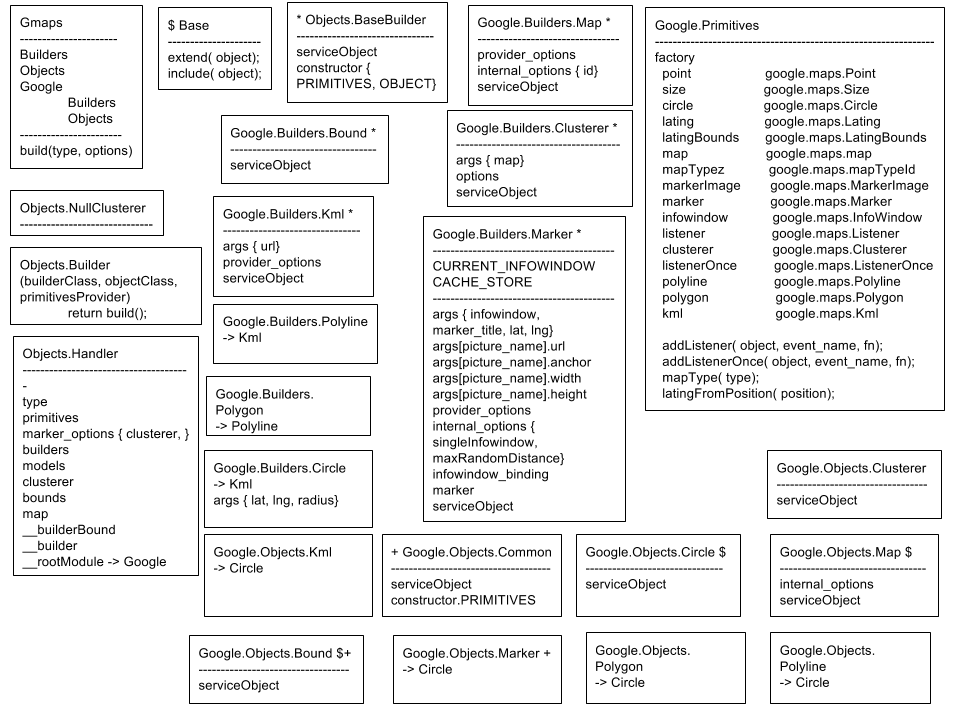 Gmaps
----------------------
Builders
Objects
Google
Builders
Objects
-----------------------
build(type, options)
$ Base
---------------------
extend( object);
include( object);
* Objects.BaseBuilder
-------------------------------
serviceObject
constructor {
PRIMITIVES, OBJECT}
Google.Builders.Map *
--------------------------------
provider_options
internal_options { id}
serviceObject
Google.Primitives
----------------------------------------------------------------
factory
point google.maps.Point
size google.maps.Size
circle google.maps.Circle
latlng google.maps.Latlng
latlngBounds google.maps.LatlngBounds
map google.maps.map
mapTypez google.maps.mapTypeId
markerImage google.maps.MarkerImage
marker google.maps.Marker
infowindow google.maps.InfoWindow
listener google.maps.Listener
clusterer google.maps.Clusterer
listenerOnce google.maps.ListenerOnce
polyline google.maps.Polyline
polygon google.maps.Polygon
kml google.maps.Kml
addListener( object, event_name, fn);
addListenerOnce( object, event_name, fn);
mapType( type);
latlngFromPosition( position);
Google.Builders.Bound *
---------------------------------
serviceObject
Google.Builders.Clusterer *
-------------------------------------
args { map}
options
serviceObject
Objects.NullClusterer
------------------------------
Google.Builders.Kml *
-------------------------------
args { url}
provider_options
serviceObject
Google.Builders.Marker *
-----------------------------------------
CURRENT_INFOWINDOW
CACHE_STORE
-----------------------------------------
args { infowindow,
marker_title, lat, lng}
args[picture_name].url
args[picture_name].anchor
args[picture_name].width
args[picture_name].height
provider_options
internal_options {
singleInfowindow,
maxRandomDistance}
infowindow_binding
marker
serviceObject
Objects.Builder
(builderClass, objectClass,
primitivesProvider)
return build();
Google.Builders.Polyline
-> Kml
Objects.Handler
-------------------------------------
-
type
primitives
marker_options { clusterer, }
builders
models
clusterer
bounds
map
__builderBound
__builder
__rootModule -> Google
Google.Builders.
Polygon
-> Polyline
Google.Builders.Circle
-> Kml
args { lat, lng, radius}
Google.Objects.Clusterer
----------------------------------
serviceObject
Google.Objects.Kml
-> Circle
+ Google.Objects.Common
------------------------------------
serviceObject
constructor.PRIMITIVES
Google.Objects.Circle $
-------------------------------
serviceObject
Google.Objects.Map $
---------------------------------
internal_options
serviceObject
Google.Objects.Bound $+
----------------------------------
serviceObject
Google.Objects.Marker +
-> Circle
Google.Objects.
Polygon
-> Circle
Google.Objects.
Polyline
-> Circle